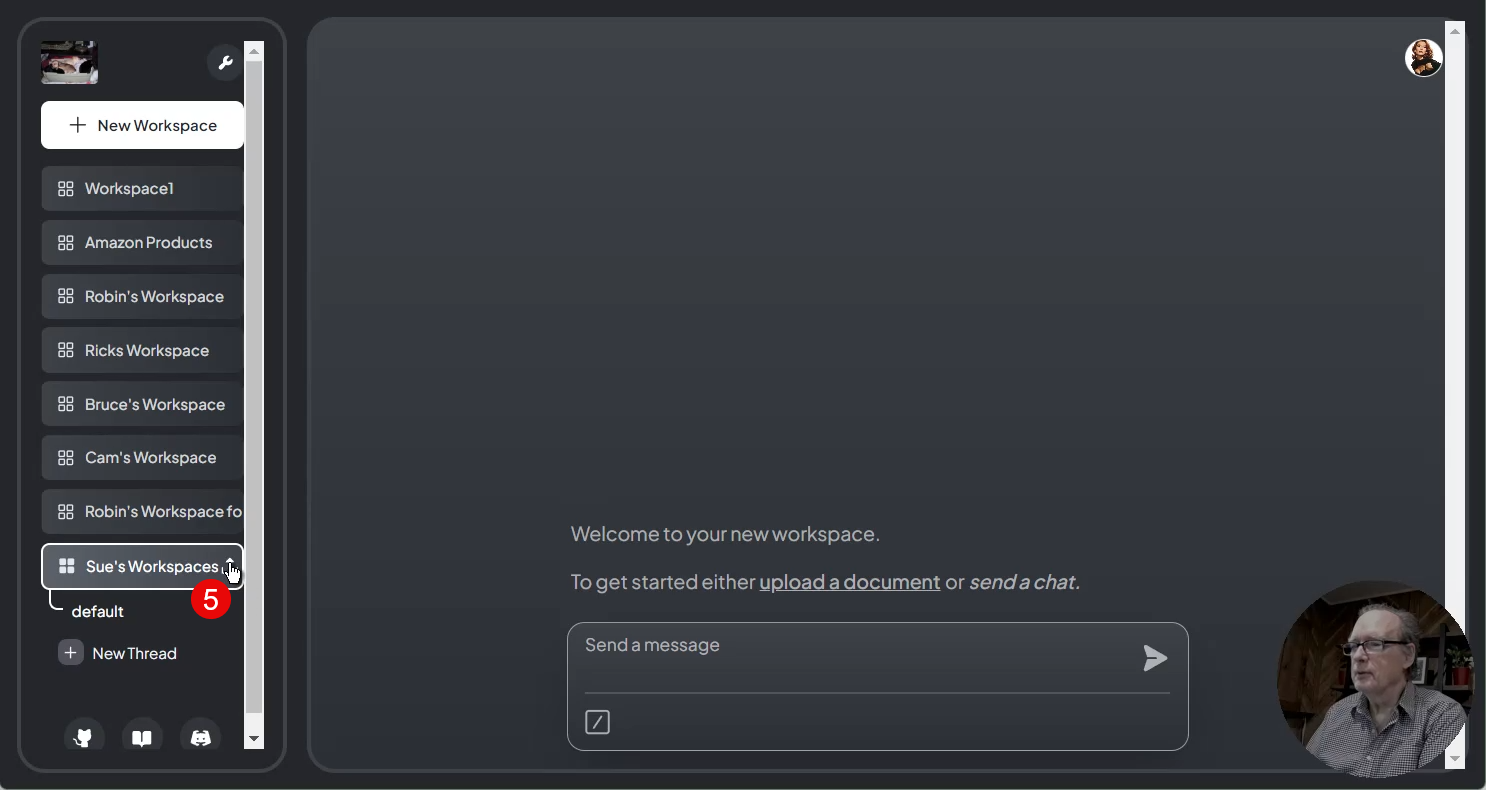 New Workspace
Workspace1
Amazon Products
Robin's Workspace
Ricks Workspace
Bruce's Workspace
Cam's Workspace
Robin's Workspace fo
Sue's Workspaces
5
default
New Thread
Welcome to your new workspace.
To get started either upload a document or send a chat.
Send a message